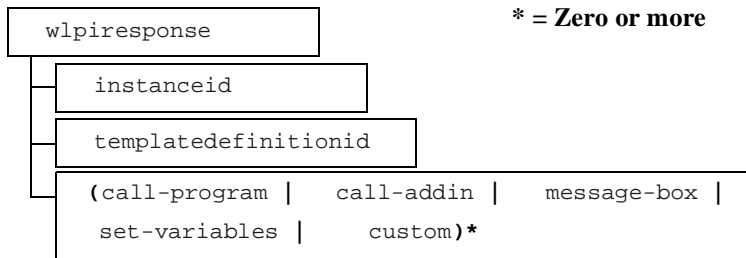 wlpiresponse
* = Zero or more
instanceid
templatedefinitionid
(call-program | call-addin | message-box |
set-variables | custom)*